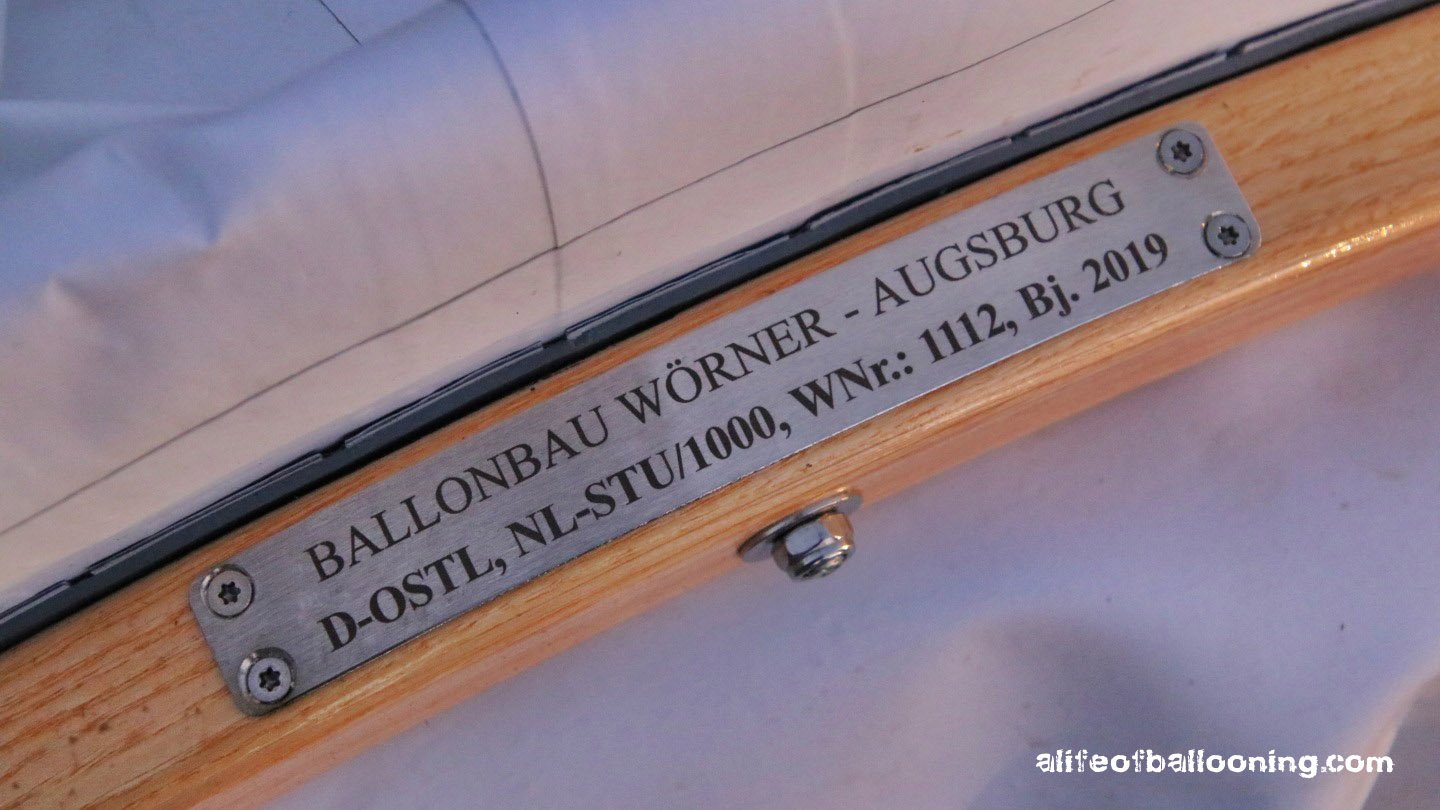 BALLONBAU WÖRNER - AUGSBURG
D-OSTL, NL-STU/1000, WNr.: 1112, Bj. 2019
alifeofballooning.com